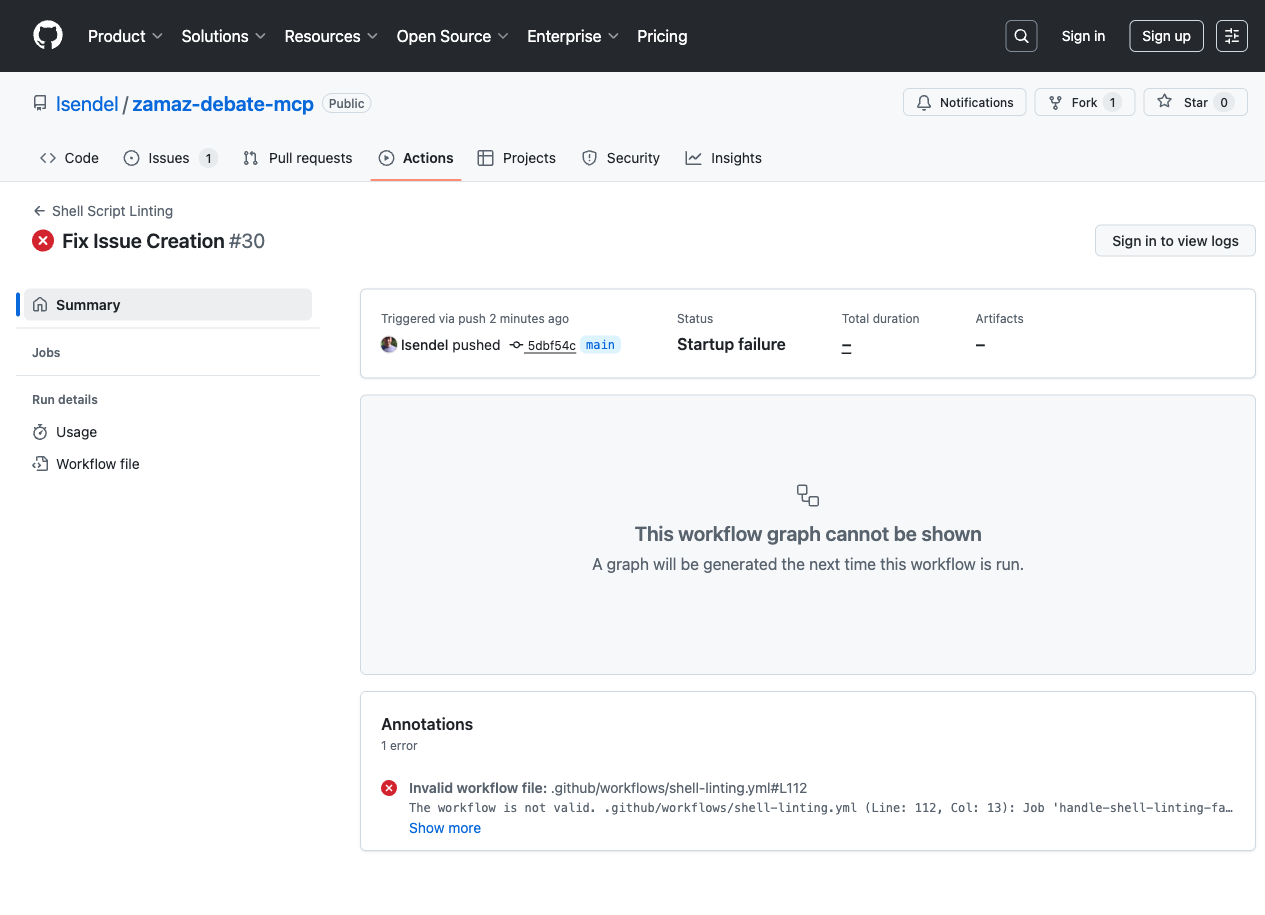 Product Solutions Resources Open Source Enterprise Pricing Sign in Sign up
lsendel / zamaz-debate-mcp Public Notifications Fork 1 Star 0
Code Issues 1 Pull requests Actions Projects Security Insights
Shell Script Linting
Fix Issue Creation #30
Sign in to view logs
Summary
Jobs
Run details
Usage
Workflow file
Triggered via push 2 minutes ago
lsendel pushed 5dbf54c main
Status
Startup failure
Total duration
–
Artifacts
–
This workflow graph cannot be shown
A graph will be generated the next time this workflow is run.
Annotations
1 error
Invalid workflow file: .github/workflows/shell-linting.yml#L112
The workflow is not valid. .github/workflows/shell-linting.yml (Line: 112, Col: 13): Job 'handle-shell-linting-fa…
Show more